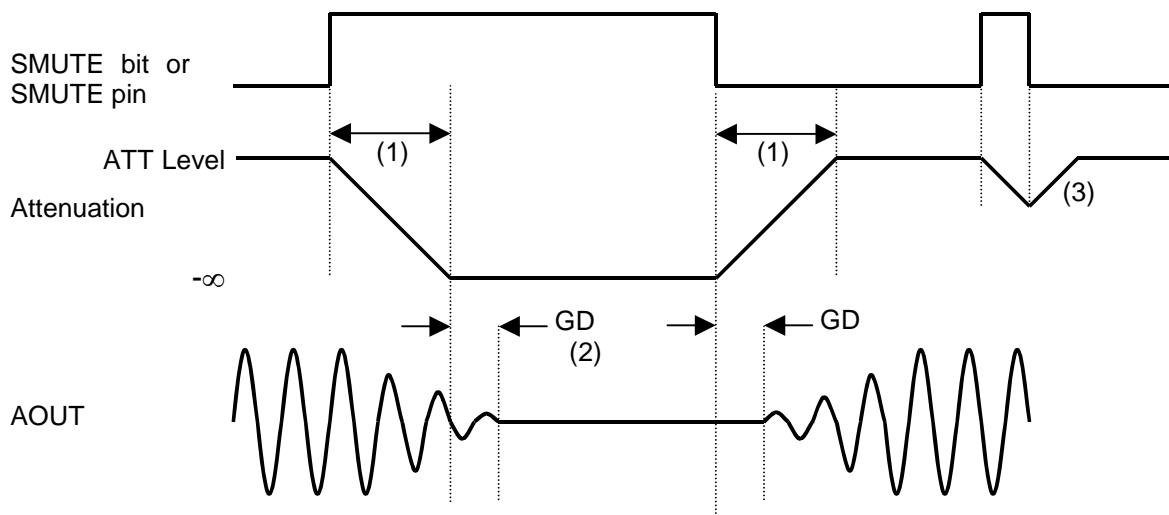 SMUTE bit or
SMUTE pin
ATT Level
(1)
(1)
Attenuation
(3)
-∞
GD
GD
(2)
AOUT